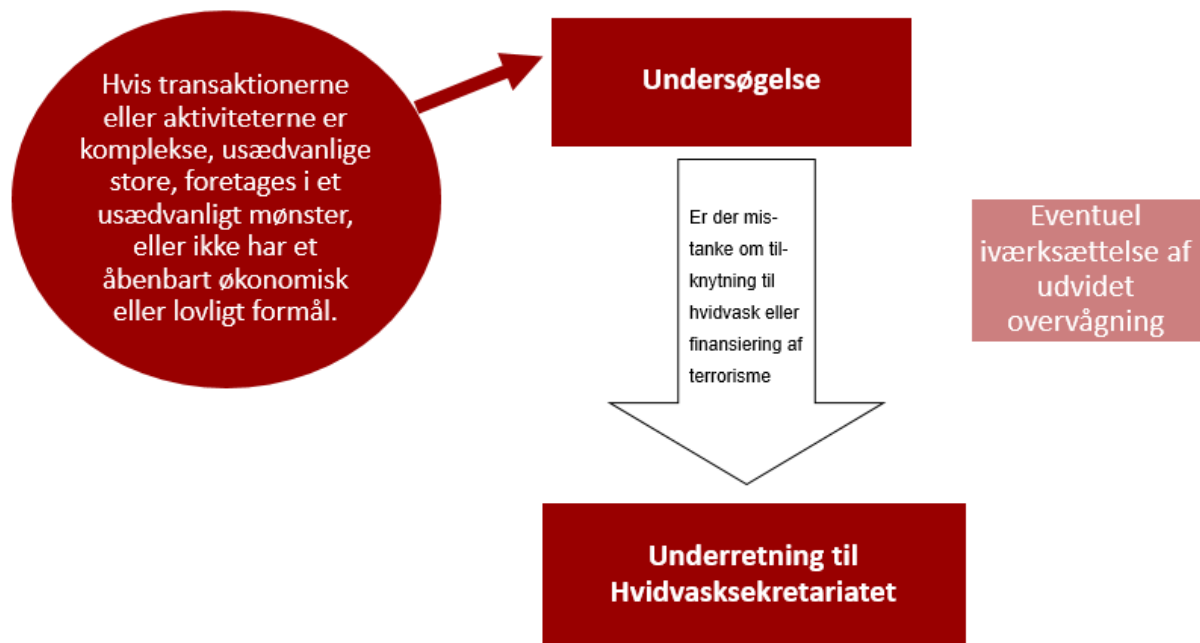 Hvis transaktionerne
eller aktiviteterne er
komplekse, usædvanlige
store, foretages i et
usædvanligt mønster,
eller ikke har et
åbenbart økonomisk
eller lovligt formål.
Undersøgelse
Er der mis-
tanke om til-
knytning til
hvidvask eller
finansiering af
terrorisme
Eventuel
iværksættelse af
udvidet
overvågning
Underretning til
Hvidvasksekretariatet